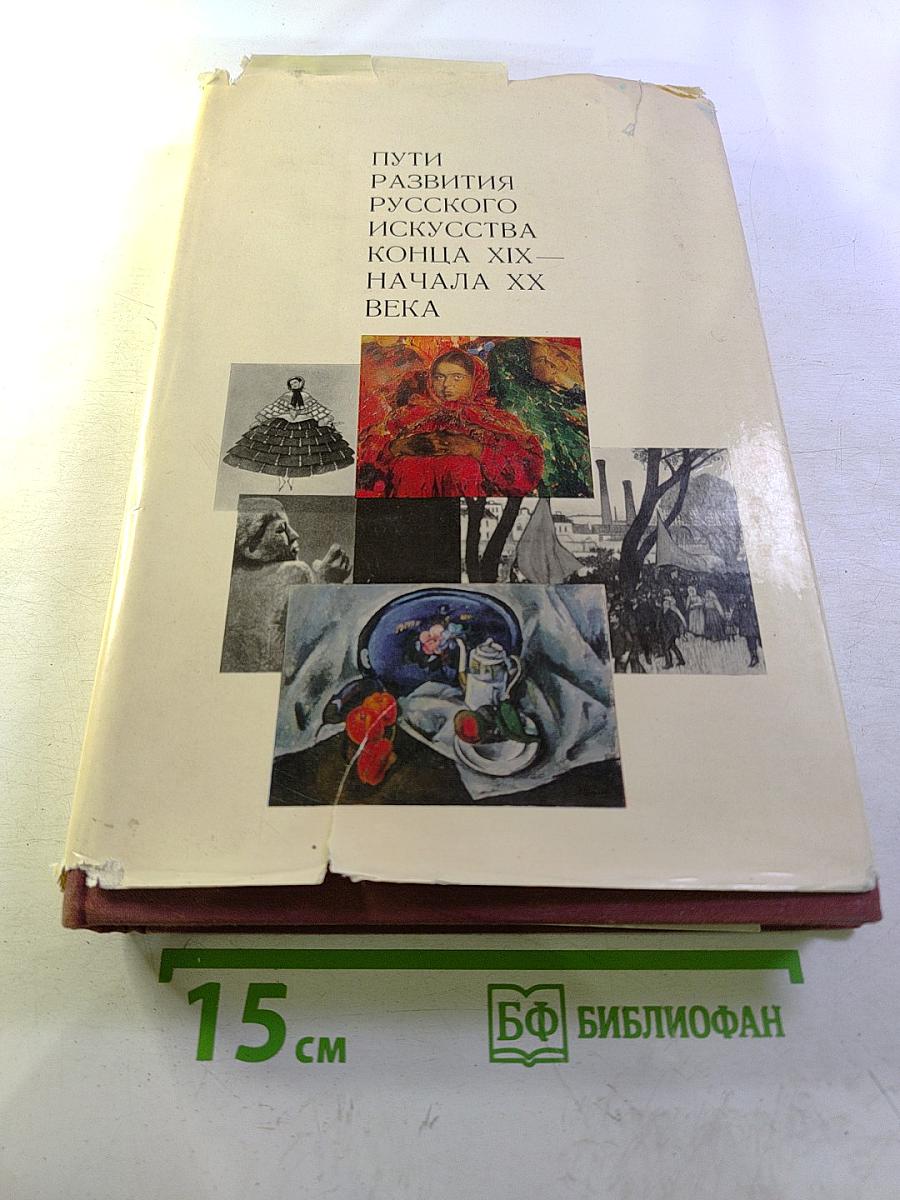 ПУТИ
РАЗВИТИЯ
РУССКОГО
ИСКУССТВА
КОНЦА XIX—
НАЧАЛА XX
ВЕКА
15 см
БФ БИБЛИОФАН